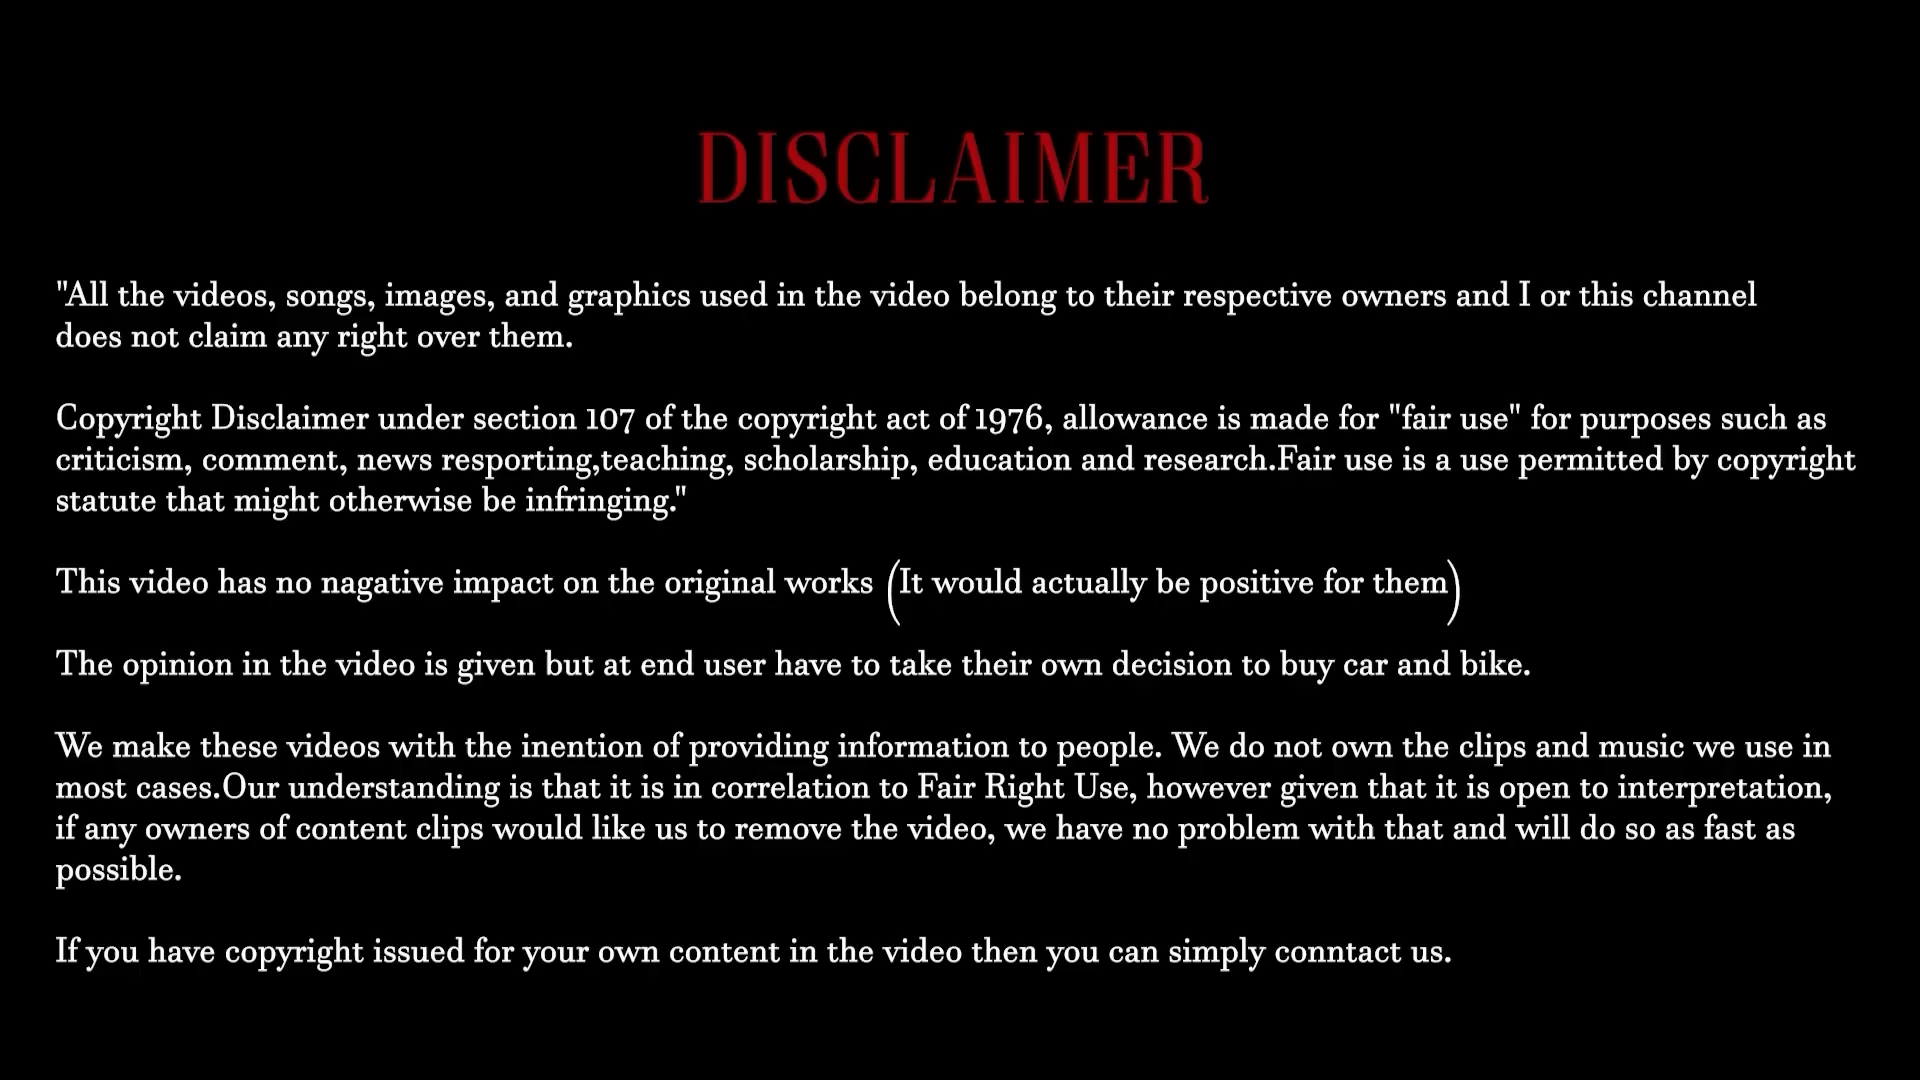 DISCLAIMER
"All the videos, songs, images, and graphics used in the video belong to their respective owners and I or this channel
does not claim any right over them.
Copyright Disclaimer under section 107 of the copyright act of 1976, allowance is made for "fair use" for purposes such as
criticism, comment, news resporting,teaching, scholarship, education and research.Fair use is a use permitted by copyright
statute that might otherwise be infringing."
This video has no nagative impact on the original works (It would actually be positive for them)
The opinion in the video is given but at end user have to take their own decision to buy car and bike.
We make these videos with the inention of providing information to people. We do not own the clips and music we use in
most cases.Our understanding is that it is in correlation to Fair Right Use, however given that it is open to interpretation,
if any owners of content clips would like us to remove the video, we have no problem with that and will do so as fast as
possible.
If you have copyright issued for your own content in the video then you can simply conntact us.